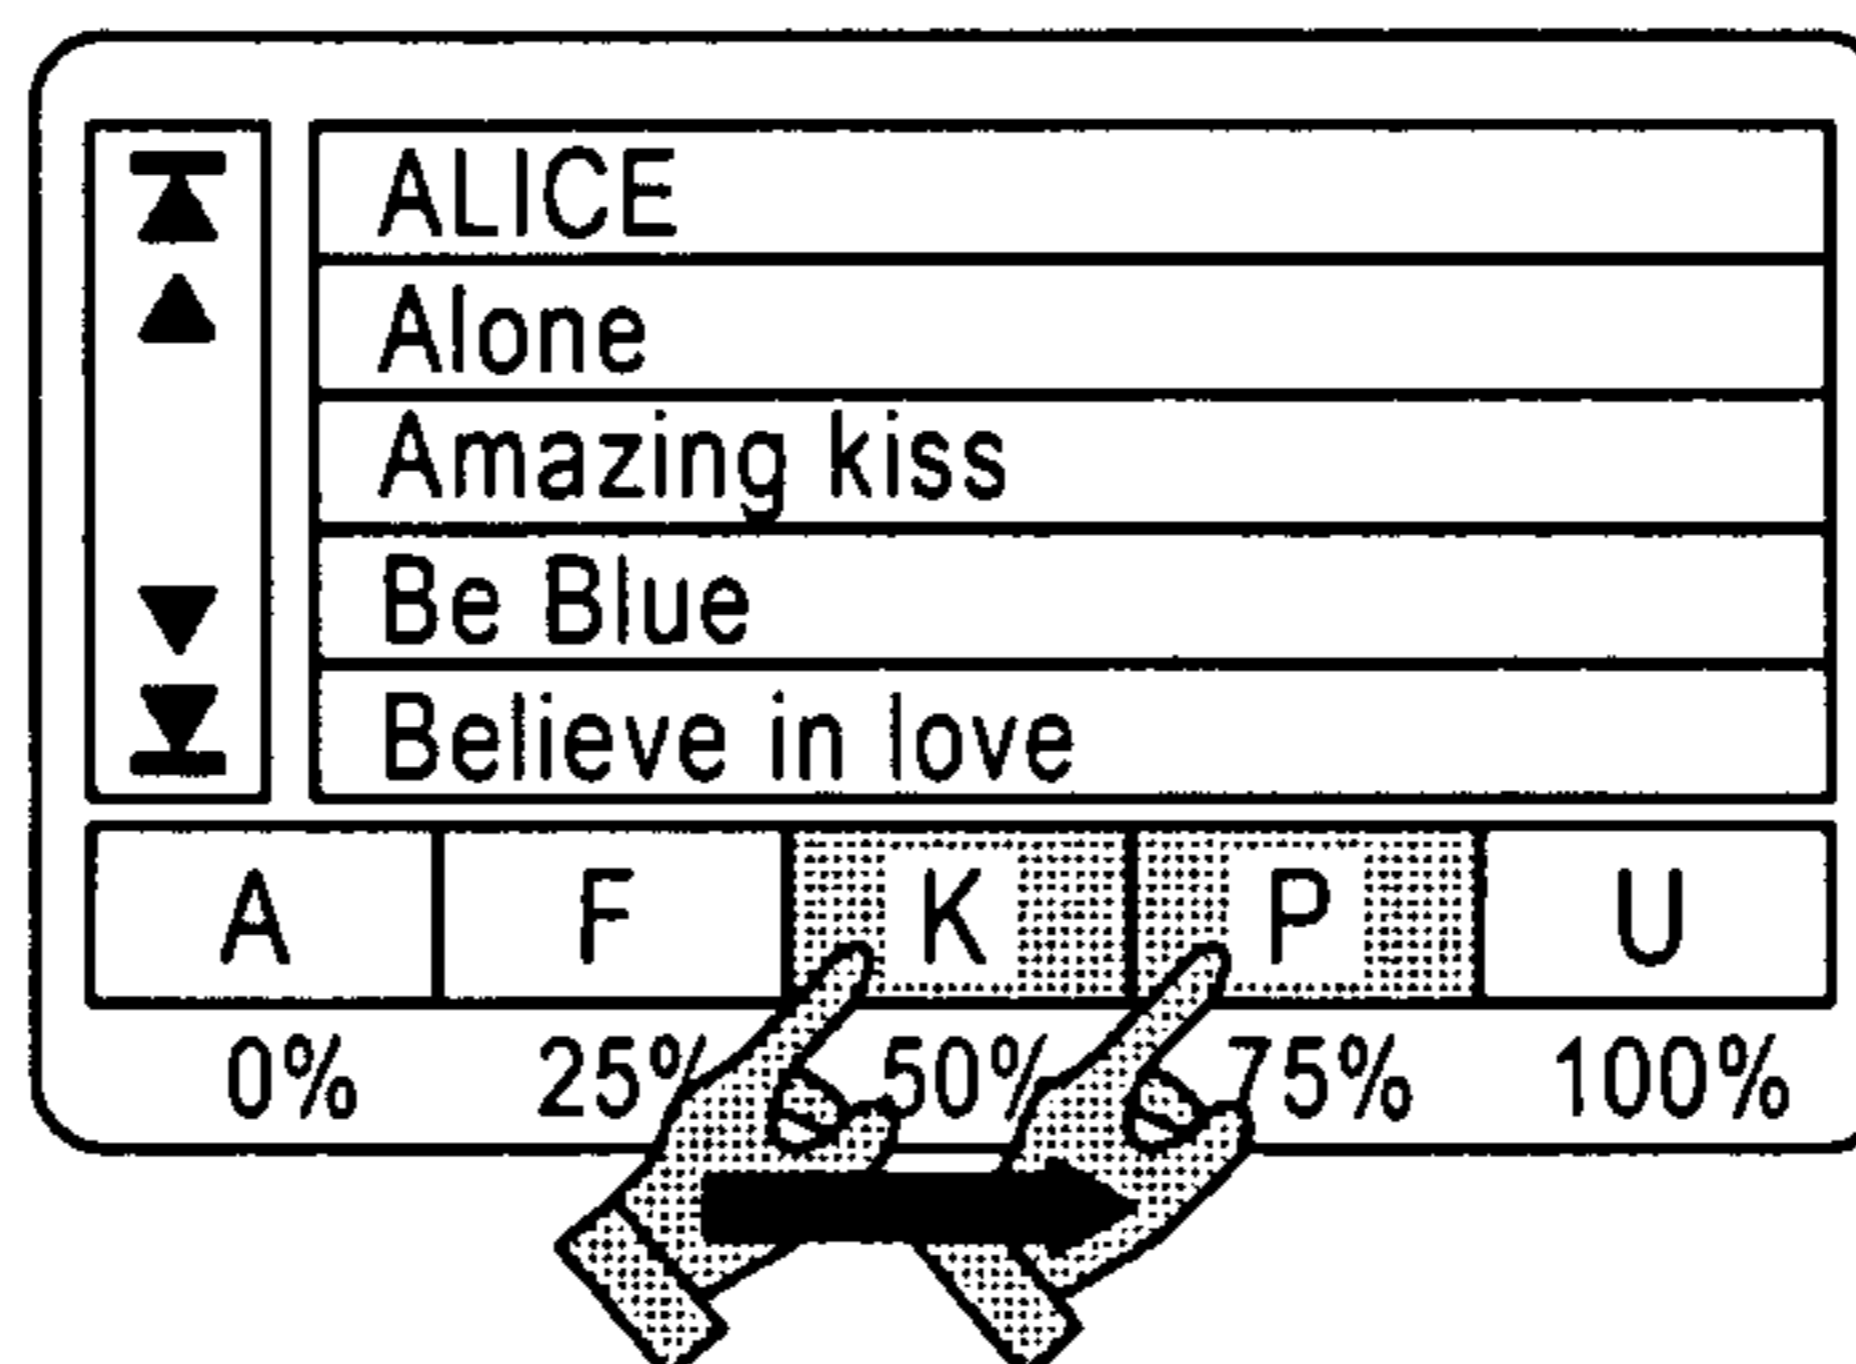 ALICE
Alone
Amazing kiss
Be Blue
Believe in love
A F K P U
0% 25% 50% 75% 100%